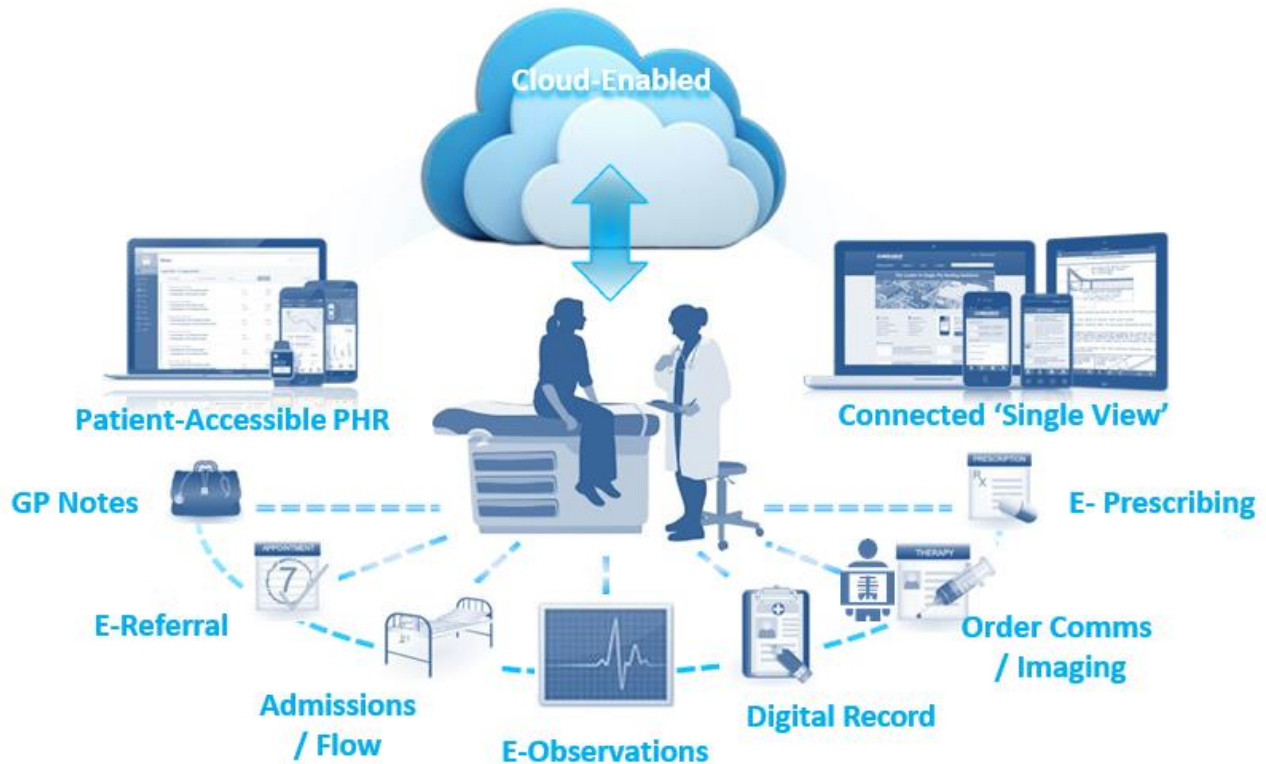 Cloud-Enabled
Patient-Accessible PHR
Connected ‘Single View’
GP Notes
PRESCRIPTION
E- Prescribing
APPOINTMENT
7
THERAPY
E-Referral
Order Comms
/ Imaging
Admissions
/ Flow
Digital Record
E-Observations